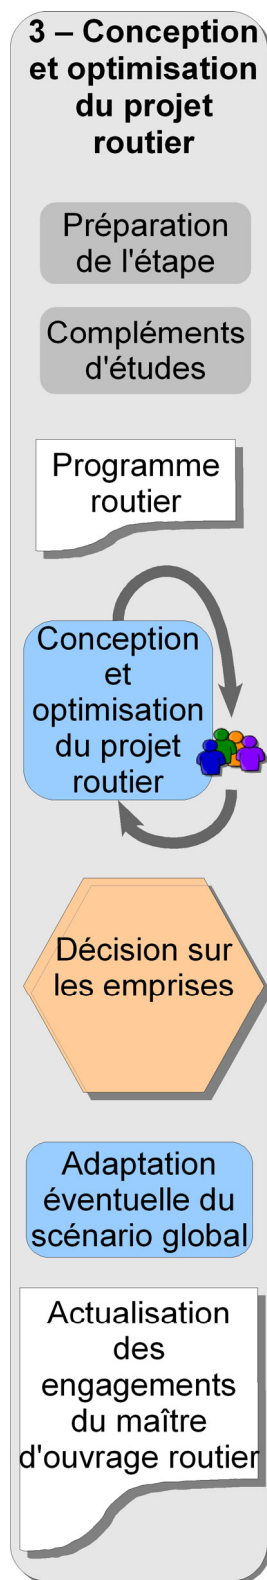 3 – Conception
et optimisation
du projet
routier
Préparation
de l'étape
Compléments
d'études
Programme
routier
Conception
et
optimisation
du projet
routier
Décision sur
les emprises
Adaptation
éventuelle du
scénario global
Actualisation
des
engagements
du maître
d'ouvrage routier